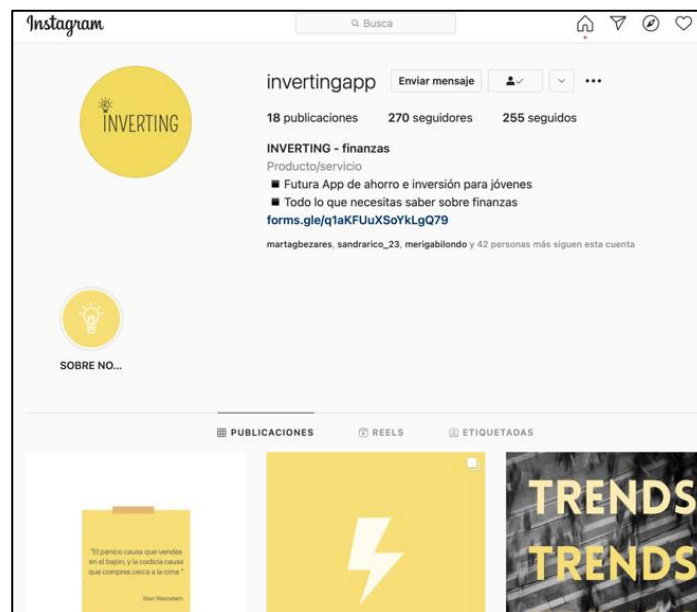 Instagram
Busca
INVERTING
invertingapp Enviar mensaje
18 publicaciones 270 seguidores 255 seguidos
INVERTING - finanzas
Producto/servicio
Futura App de ahorro e inversión para jóvenes
Todo lo que necesitas saber sobre finanzas
forms.gle/q1aKFUuXSoYkLgQ79
martagbezares, sandrarico_23, merigabilondo y 42 personas más siguen esta cuenta
SOBRE NO...
PUBLICACIONES REELS ETIQUETADAS
"El pánico causa que vendas
en el bajón, y la codicia causa
que compres cerca a la cima"
Stan Weinstein
TRENDS
TRENDS